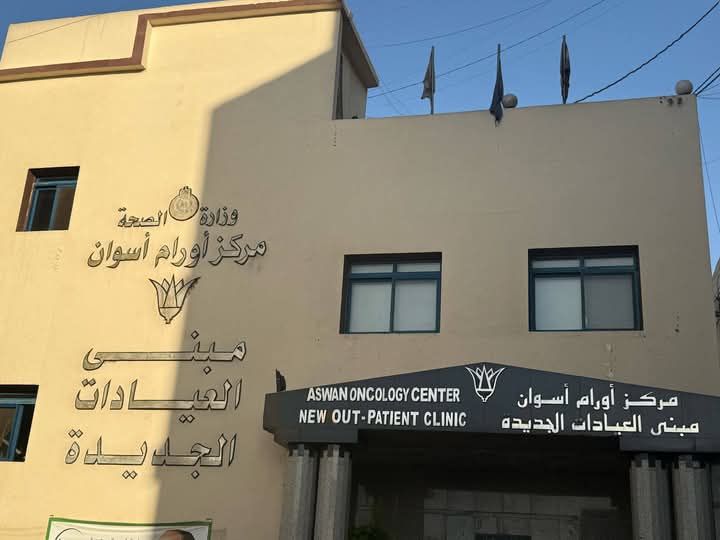 وزارة الصحة
مركز أورام أسوان
مبنى
العيادات
الجديدة
ASWAN ONCOLOGY CENTER
NEW OUT-PATIENT CLINIC
مركز أورام أسوان
مبنى العيادات الجديده